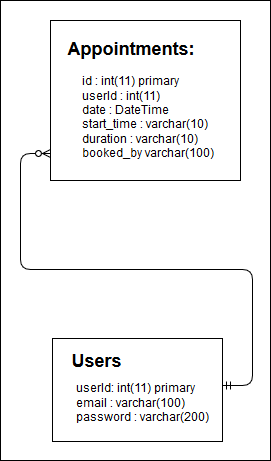 Appointments:
id : int(11) primary
userId : int(11)
date : DateTime
start_time : varchar(10)
duration : varchar(10)
booked_by varchar(100)
Users
userId: int(11) primary
email : varchar(100)
password : varchar(200)